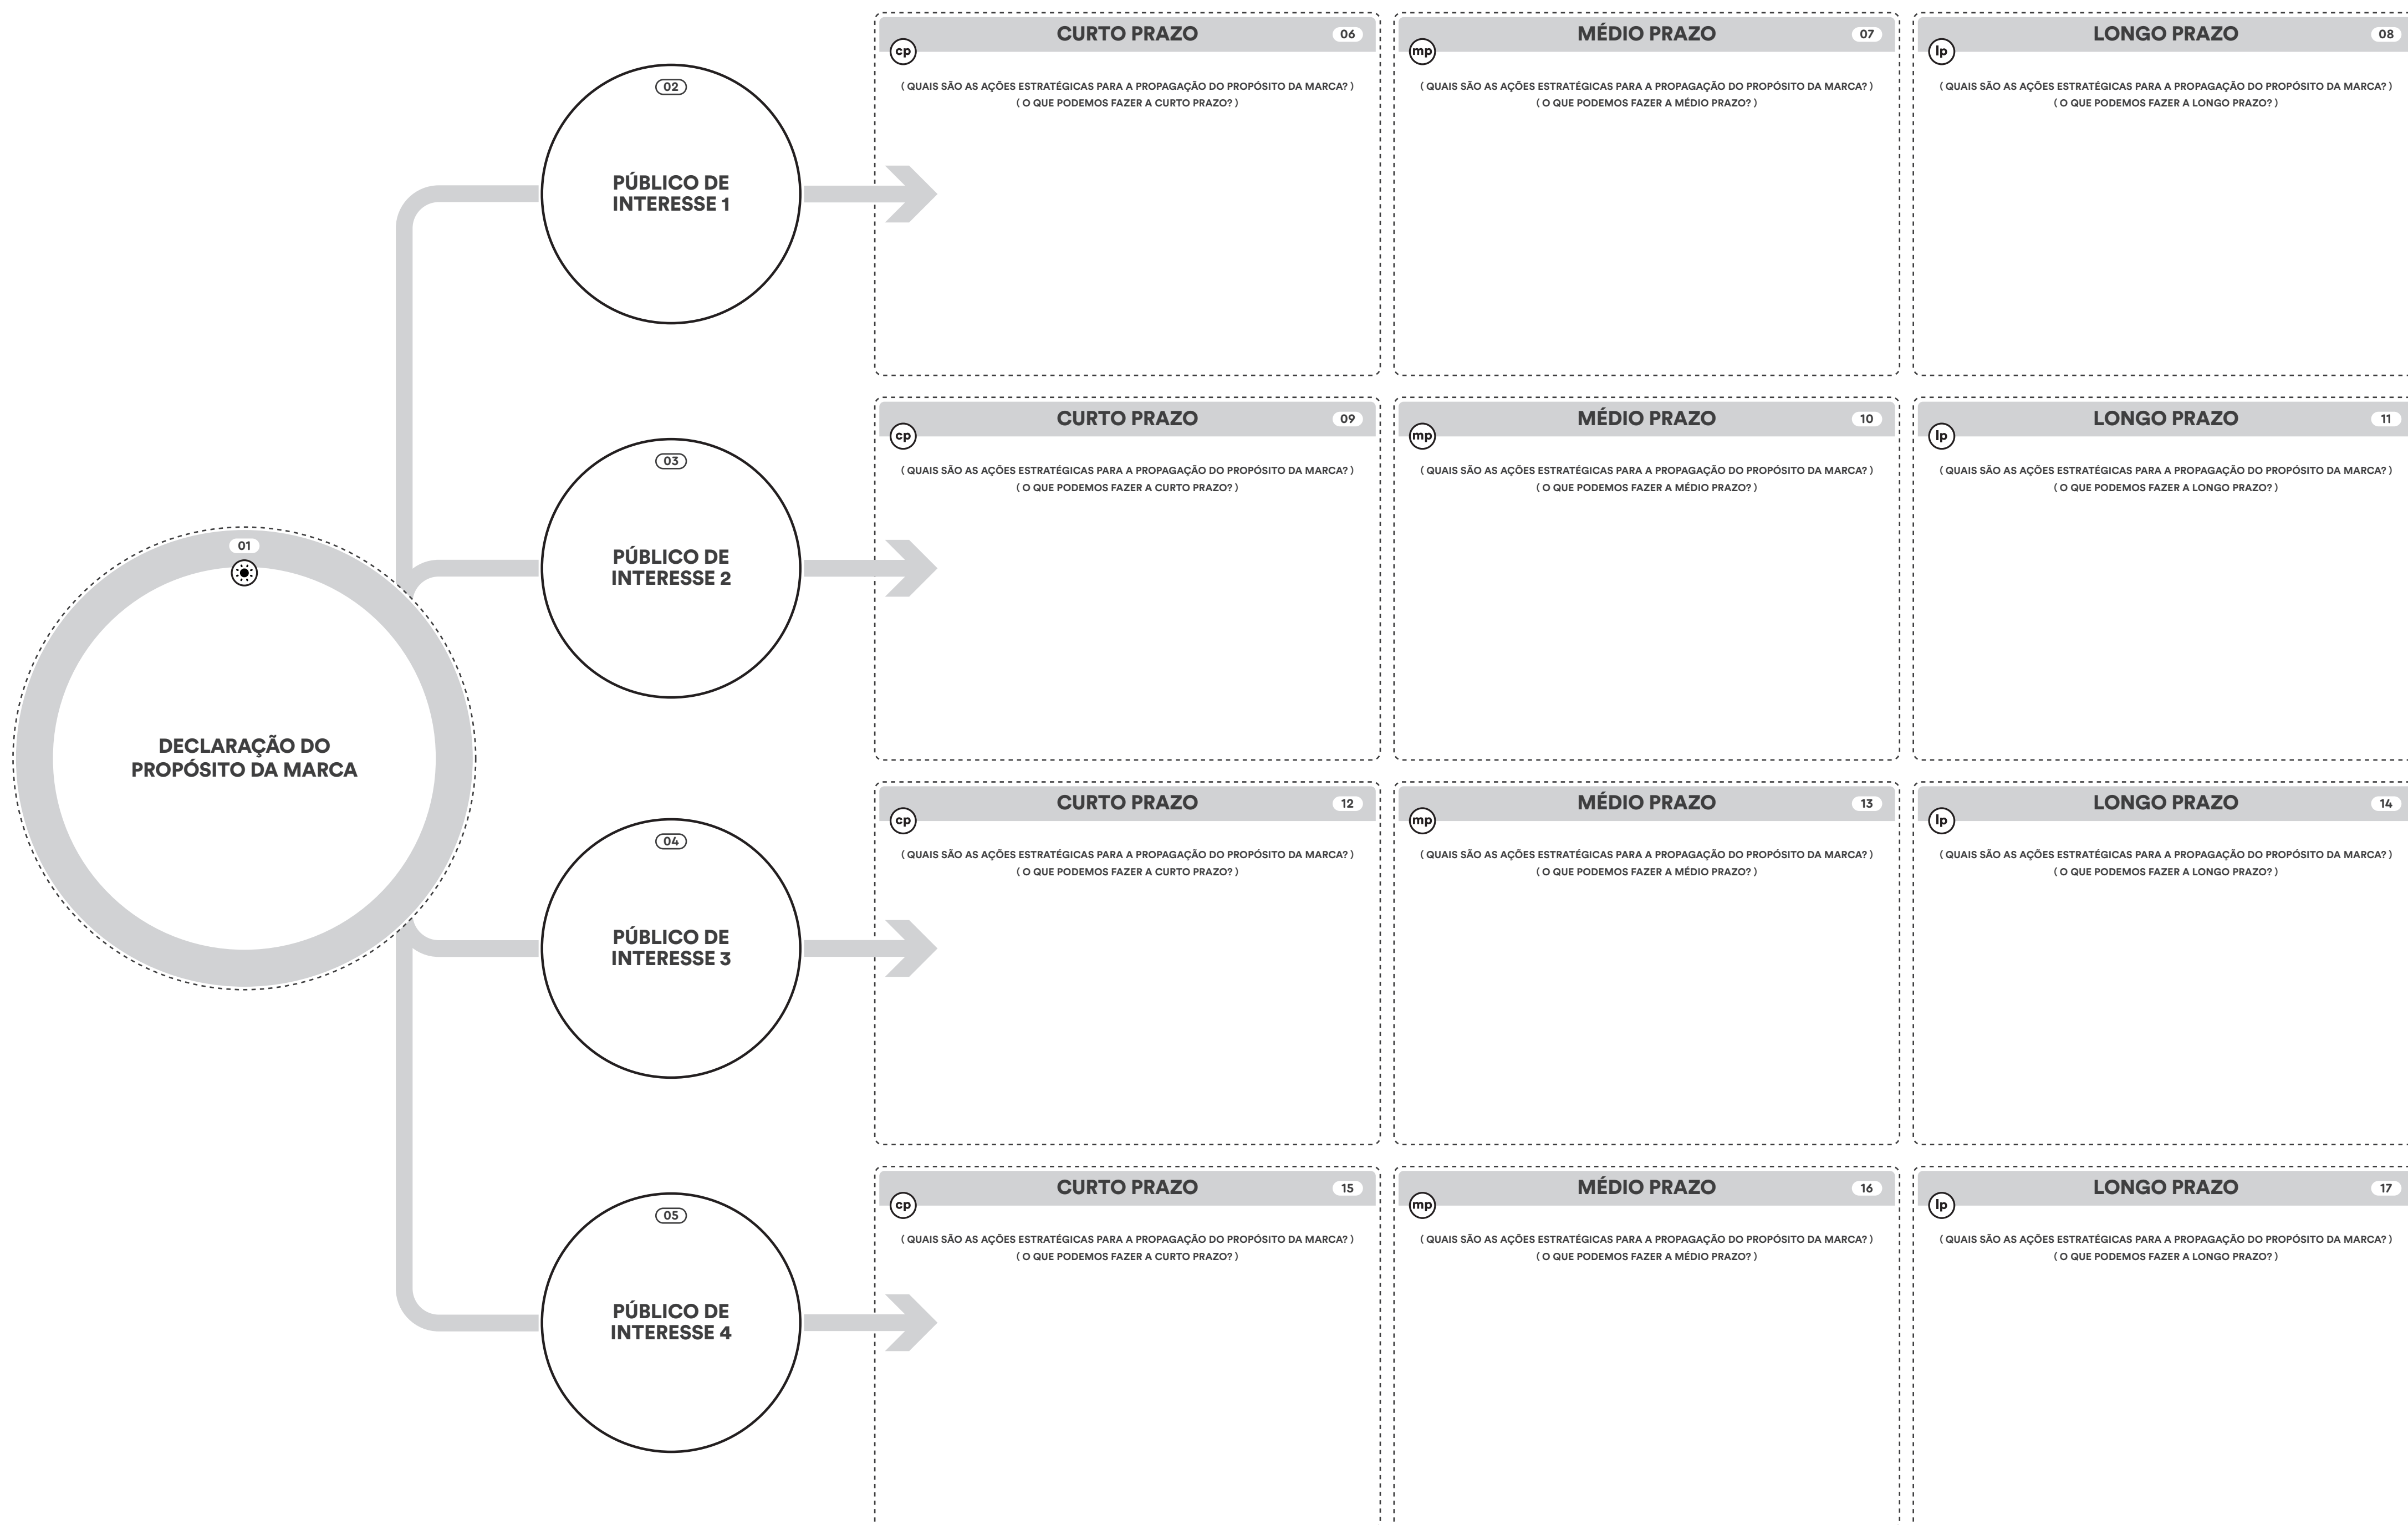 CURTO PRAZO 06
cp
( QUAIS SÃO AS AÇÕES ESTRATÉGICAS PARA A PROPAGAÇÃO DO PROPÓSITO DA MARCA? )
( O QUE PODEMOS FAZER A CURTO PRAZO? )
MÉDIO PRAZO 07
mp
( QUAIS SÃO AS AÇÕES ESTRATÉGICAS PARA A PROPAGAÇÃO DO PROPÓSITO DA MARCA? )
( O QUE PODEMOS FAZER A MÉDIO PRAZO? )
LONGO PRAZO 08
lp
( QUAIS SÃO AS AÇÕES ESTRATÉGICAS PARA A PROPAGAÇÃO DO PROPÓSITO DA MARCA? )
( O QUE PODEMOS FAZER A LONGO PRAZO? )
02
PÚBLICO DE
INTERESSE 1
CURTO PRAZO 09
cp
( QUAIS SÃO AS AÇÕES ESTRATÉGICAS PARA A PROPAGAÇÃO DO PROPÓSITO DA MARCA? )
( O QUE PODEMOS FAZER A CURTO PRAZO? )
MÉDIO PRAZO 10
mp
( QUAIS SÃO AS AÇÕES ESTRATÉGICAS PARA A PROPAGAÇÃO DO PROPÓSITO DA MARCA? )
( O QUE PODEMOS FAZER A MÉDIO PRAZO? )
LONGO PRAZO 11
lp
( QUAIS SÃO AS AÇÕES ESTRATÉGICAS PARA A PROPAGAÇÃO DO PROPÓSITO DA MARCA? )
( O QUE PODEMOS FAZER A LONGO PRAZO? )
03
PÚBLICO DE
INTERESSE 2
01
DECLARAÇÃO DO
PROPÓSITO DA MARCA
CURTO PRAZO 12
cp
( QUAIS SÃO AS AÇÕES ESTRATÉGICAS PARA A PROPAGAÇÃO DO PROPÓSITO DA MARCA? )
( O QUE PODEMOS FAZER A CURTO PRAZO? )
MÉDIO PRAZO 13
mp
( QUAIS SÃO AS AÇÕES ESTRATÉGICAS PARA A PROPAGAÇÃO DO PROPÓSITO DA MARCA? )
( O QUE PODEMOS FAZER A MÉDIO PRAZO? )
LONGO PRAZO 14
lp
( QUAIS SÃO AS AÇÕES ESTRATÉGICAS PARA A PROPAGAÇÃO DO PROPÓSITO DA MARCA? )
( O QUE PODEMOS FAZER A LONGO PRAZO? )
04
PÚBLICO DE
INTERESSE 3
CURTO PRAZO 15
cp
( QUAIS SÃO AS AÇÕES ESTRATÉGICAS PARA A PROPAGAÇÃO DO PROPÓSITO DA MARCA? )
( O QUE PODEMOS FAZER A CURTO PRAZO? )
MÉDIO PRAZO 16
mp
( QUAIS SÃO AS AÇÕES ESTRATÉGICAS PARA A PROPAGAÇÃO DO PROPÓSITO DA MARCA? )
( O QUE PODEMOS FAZER A MÉDIO PRAZO? )
LONGO PRAZO 17
lp
( QUAIS SÃO AS AÇÕES ESTRATÉGICAS PARA A PROPAGAÇÃO DO PROPÓSITO DA MARCA? )
( O QUE PODEMOS FAZER A LONGO PRAZO? )
05
PÚBLICO DE
INTERESSE 4